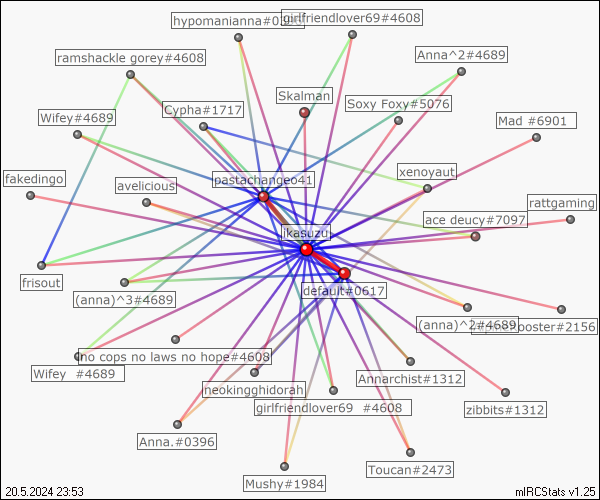 hypomanianna#0
girlfriendlover69#4608
ramshackle gorey#4608
Anna^2#4689
Skalman
Soxy Foxy#5076
Cypha#1717
Wifey#4689
Mad #6901
xenoyaut
fakedingo
avelicious
pastachangeo41
rattgaming
ace deucy#7097
ikasuzu
frisout
default#0617
(anna)^3#4689
(anna)^2#4689
ooster#2156
no cops no laws no hope#4608
Wifey #4689
Annarchist#1312
neokingghidorah
girlfriendlover69 #4608
zibbits#1312
Anna.#0396
Toucan#2473
Mushy#1984
20.5.2024 23:53
mIRCStats v1.25